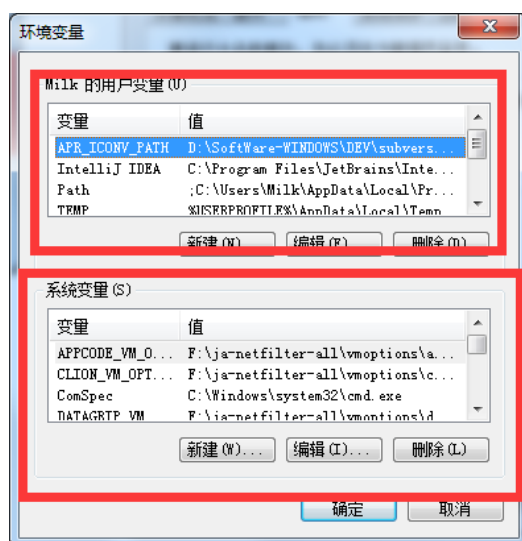 环境变量
Milk 的用户变量(U)
变量 值
APR_ICONV_PATH D:\SoftWare-WINDOWS\DEV\subvers...
IntelliJ IDEA C:\Program Files\JetBrains\Inte...
Path ;C:\Users\Milk\AppData\Local\Pr...
TEMP %USERPROFILE%\AppData\Local\Temp
新建(N)... 编辑(E)... 删除(D)
系统变量(S)
变量 值
APPCODE_VM_O... F:\ja-netfilter-all\vmoptions\a...
CLION_VM_OPT... F:\ja-netfilter-all\vmoptions\c...
ComSpec C:\Windows\system32\cmd.exe
DATAGRIP_VM F:\ja-netfilter-all\vmoptions\d
新建(W)... 编辑(I)... 删除(L)
确定 取消